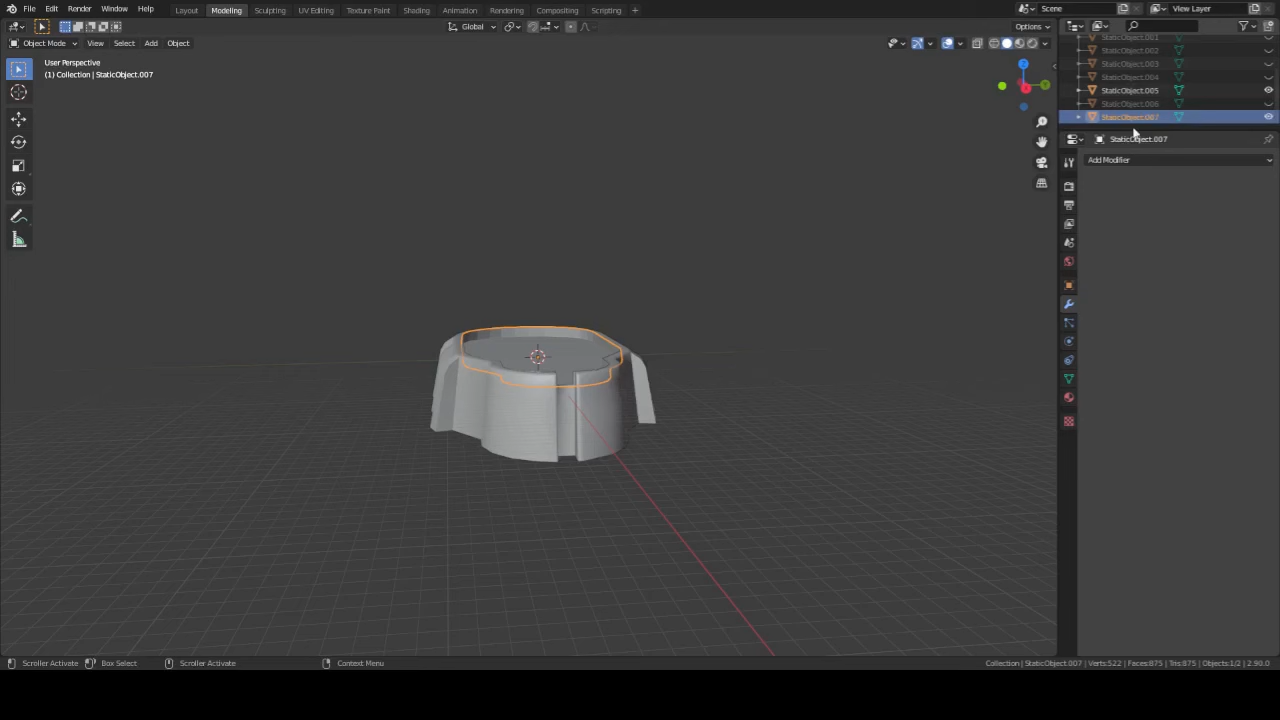 File Edit Render Window Help Layout Modeling Sculpting UV Editing Texture Paint Shading Animation Rendering Compositing Scripting + Scene View Layer
Global Options
Object Mode View Select Add Object
User Perspective
(1) Collection | StaticObject.007
StaticObject.001
StaticObject.002
StaticObject.003
StaticObject.004
StaticObject.005
StaticObject.006
StaticObject.007
StaticObject.007
Add Modifier
Z
Scroller Activate Box Select Scroller Activate Context Menu Collection | StaticObject.007 | Verts:522 | Faces:875 | Tris:875 | Objects:1/2 | 2.90.0